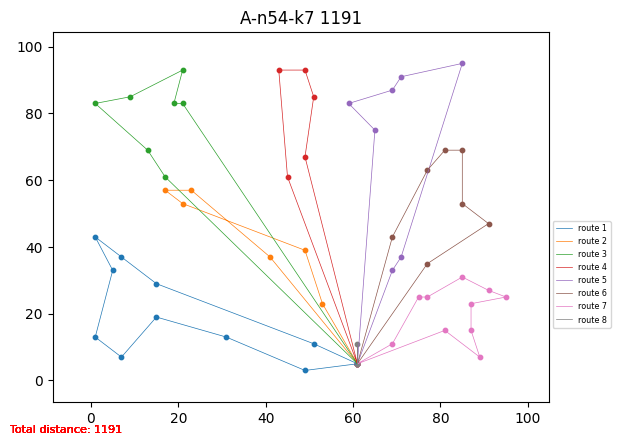 A-n54-k7 1191
100
80
60
40
20
0
0 20 40 60 80 100
route 1
route 2
route 3
route 4
route 5
route 6
route 7
route 8
Total distance: 1191